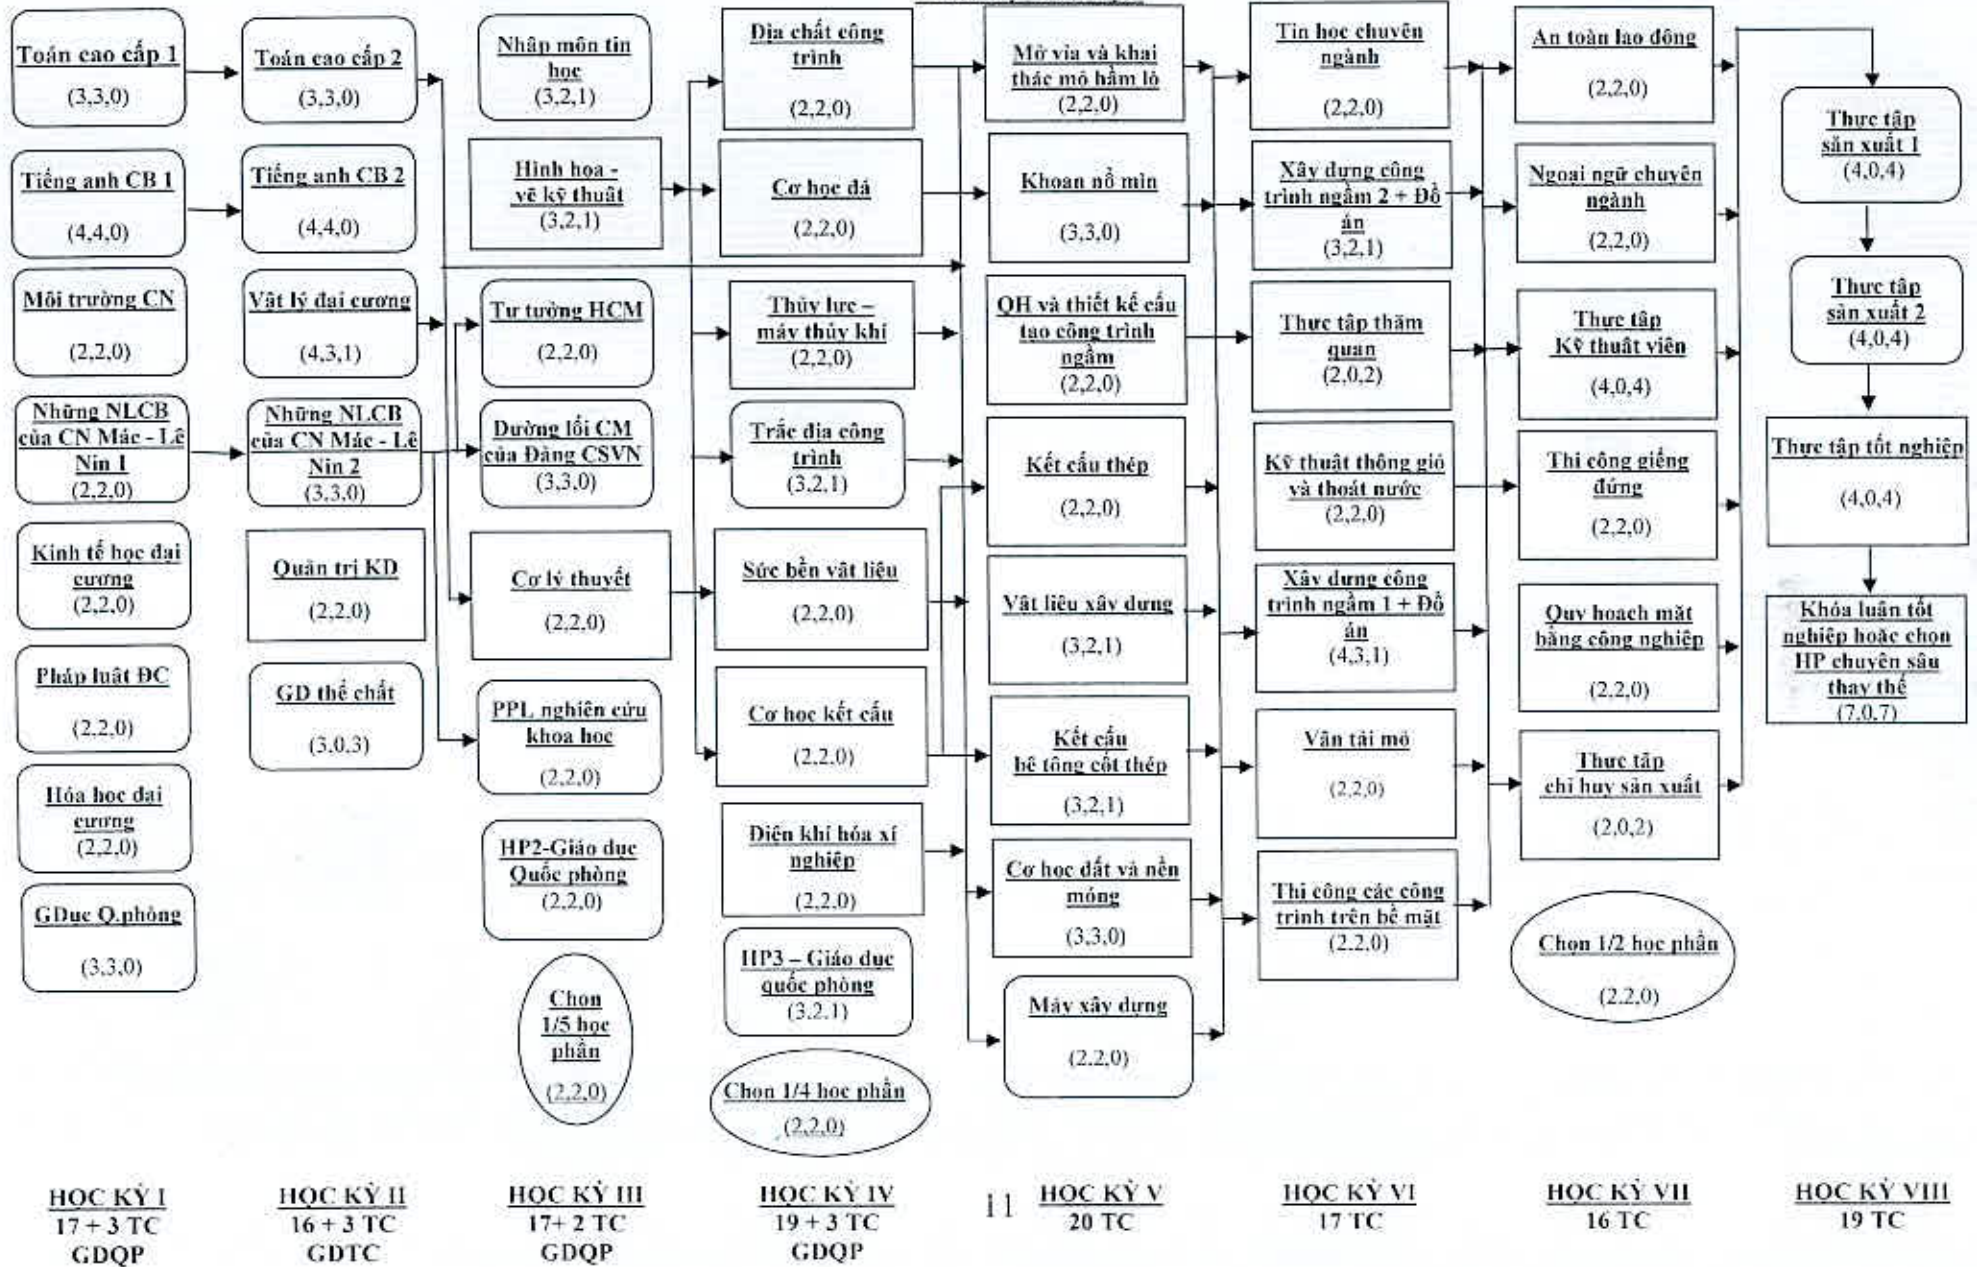 Toán cao cấp 1
(3,3,0)
Tiếng anh CB 1
(4,4,0)
Môi trường CN
(2,2,0)
Những NLCB
của CN Mác - Lê
Nin 1
(2,2,0)
Kinh tế học đại
cương
(2,2,0)
Pháp luật ĐC
(2,2,0)
Hóa học đại
cương
(2,2,0)
GDục Q.phòng
(3,3,0)
HỌC KỲ I
17 + 3 TC
GDQP
Toán cao cấp 2
(3,3,0)
Tiếng anh CB 2
(4,4,0)
Vật lý đại cương
(4,3,1)
Những NLCB
của CN Mác - Lê
Nin 2
(3,3,0)
Quản trị KD
(2,2,0)
GD thể chất
(3,0,3)
HỌC KỲ II
16 + 3 TC
GDTC
Nhập môn tin
học
(3,2,1)
Hình họa -
vẽ kỹ thuật
(3,2,1)
Tư tưởng HCM
(2,2,0)
Đường lối CM
của Đảng CSVN
(3,3,0)
Cơ lý thuyết
(2,2,0)
PPL nghiên cứu
khoa học
(2,2,0)
HP2-Giáo dục
Quốc phòng
(2,2,0)
Chọn
1/5 học
phần
(2,2,0)
HỌC KỲ III
17+ 2 TC
GDQP
Địa chất công
trình
(2,2,0)
Cơ học đá
(2,2,0)
Thủy lực –
máy thủy khí
(2,2,0)
Trắc địa công
trình
(3,2,1)
Sức bền vật liệu
(2,2,0)
Cơ học kết cấu
(2,2,0)
Điện khí hóa xí
nghiệp
(2,2,0)
HP3 – Giáo dục
quốc phòng
(3,2,1)
Chọn 1/4 học phần
(2,2,0)
HỌC KỲ IV
19 + 3 TC
GDQP
Mở vỉa và khai
thác mỏ hầm lò
(2,2,0)
Khoan nổ mìn
(3,3,0)
QH và thiết kế cấu
tạo công trình
ngầm
(2,2,0)
Kết cấu thép
(2,2,0)
Vật liệu xây dựng
(3,2,1)
Kết cấu
bê tông cốt thép
(3,2,1)
Cơ học đất và nền
móng
(3,3,0)
Máy xây dựng
(2,2,0)
11
HỌC KỲ V
20 TC
Tin học chuyên
ngành
(2,2,0)
Xây dựng công
trình ngầm 2 + Đồ
án
(3,2,1)
Thực tập thăm
quan
(2,0,2)
Kỹ thuật thông gió
và thoát nước
(2,2,0)
Xây dựng công
trình ngầm 1 + Đồ
án
(4,3,1)
Vận tải mỏ
(2,2,0)
Thi công các công
trình trên bề mặt
(2,2,0)
HỌC KỲ VI
17 TC
An toàn lao động
(2,2,0)
Ngoại ngữ chuyên
ngành
(2,2,0)
Thực tập
Kỹ thuật viên
(4,0,4)
Thi công giếng
đứng
(2,2,0)
Quy hoạch mặt
bằng công nghiệp
(2,2,0)
Thực tập
chỉ huy sản xuất
(2,0,2)
Chọn 1/2 học phần
(2,2,0)
HỌC KỲ VII
16 TC
Thực tập
sản xuất 1
(4,0,4)
Thực tập
sản xuất 2
(4,0,4)
Thực tập tốt nghiệp
(4,0,4)
Khóa luận tốt
nghiệp hoặc chọn
HP chuyên sâu
thay thế
(7,0,7)
HỌC KỲ VIII
19 TC